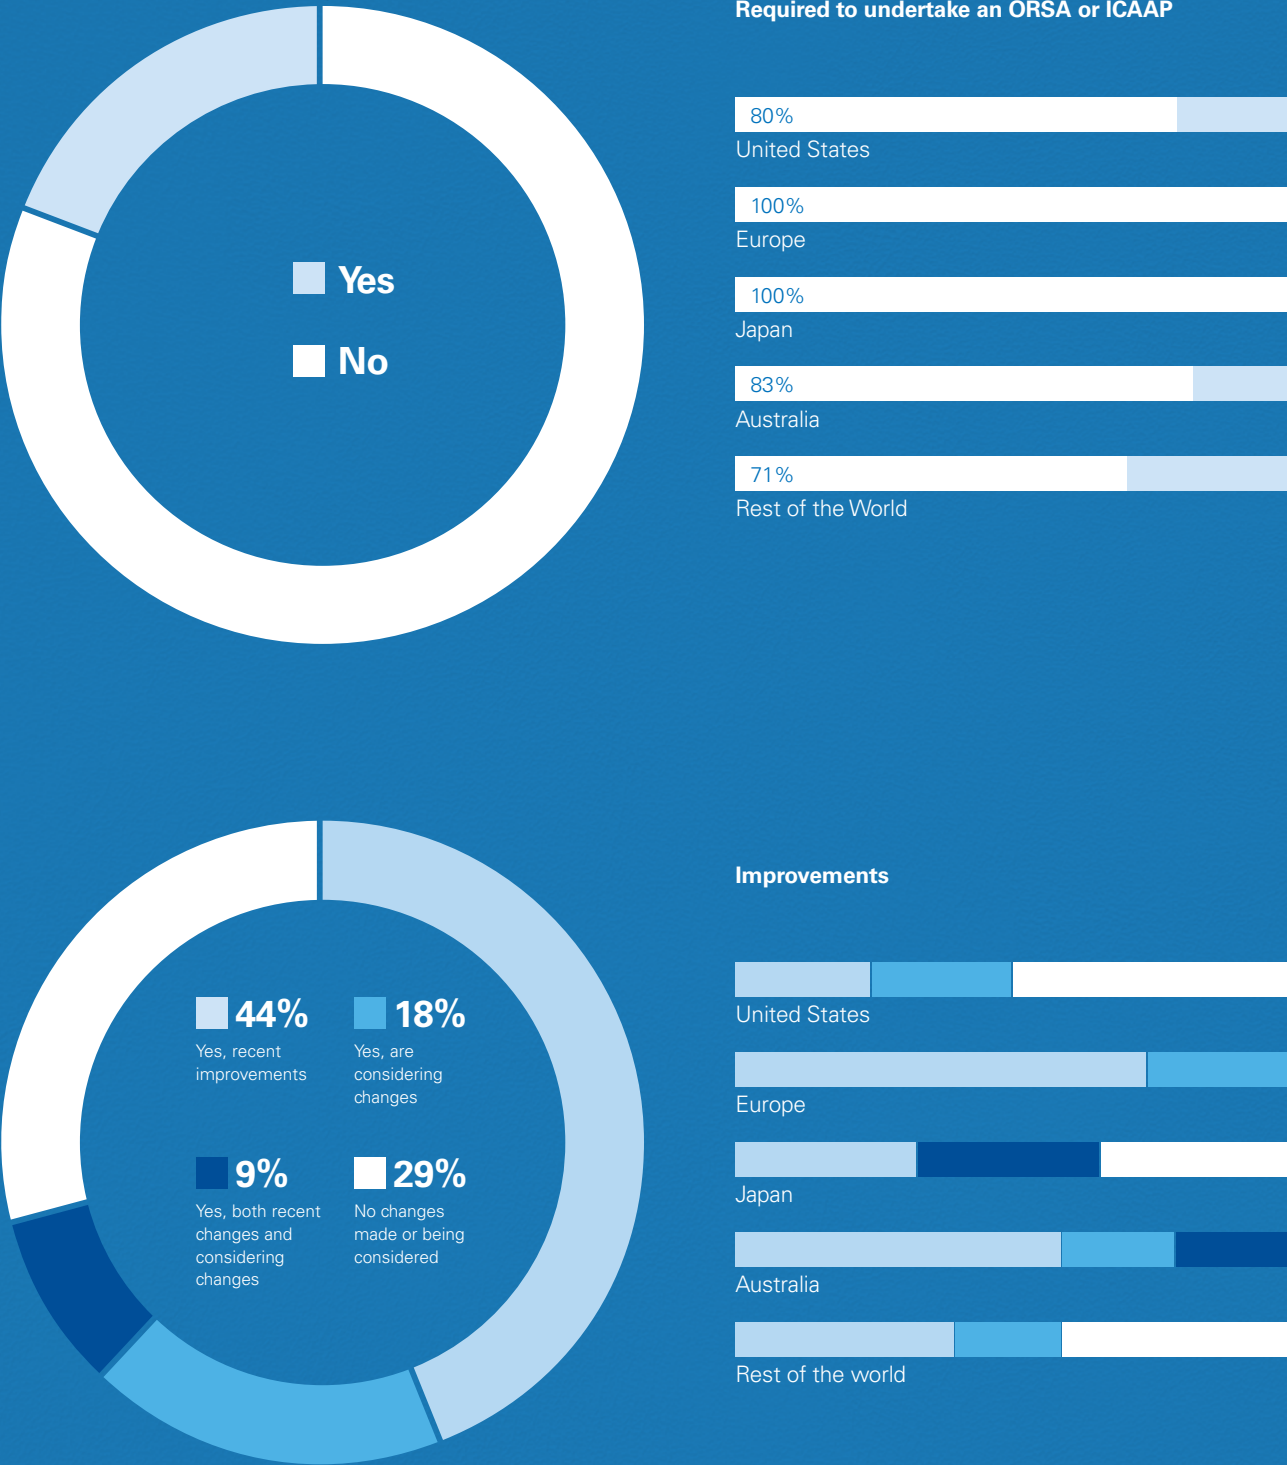 Required to undertake an ORSA or ICAAP
80%
United States
100%
Europe
100%
Japan
83%
Australia
71%
Rest of the World
Yes
No
44%
Yes, recent
improvements
18%
Yes, are
considering
changes
9%
Yes, both recent
changes and
considering
changes
29%
No changes
made or being
considered
Improvements
United States
Europe
Japan
Australia
Rest of the world